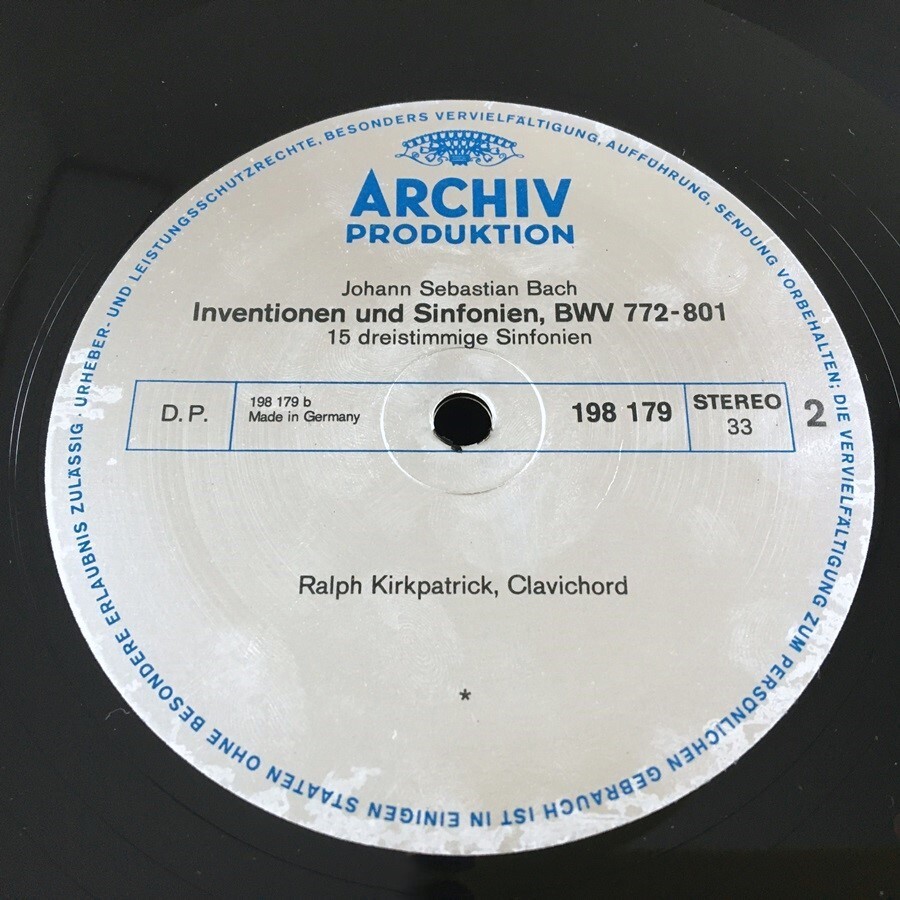 URHEBER- UND LEISTUNGSSCHUTZRECHTE, BESONDERS VERVIELFÄLTIGUNG, AUFFÜHRUNG, SENDUNG VORBEHALTEN; DIE VERVIELFÄLTIGUNG ZUM PERSÖNLICHEN GEBRAUCH IST IN EINIGEN STAATEN OHNE BESONDERE ERLAUBNIS ZULÄSSIG ·
ARCHIV
PRODUKTION
Johann Sebastian Bach
Inventionen und Sinfonien, BWV 772-801
15 dreistimmige Sinfonien
D. P.
198 179 b
Made in Germany
198 179
STEREO
33
2
Ralph Kirkpatrick, Clavichord
*